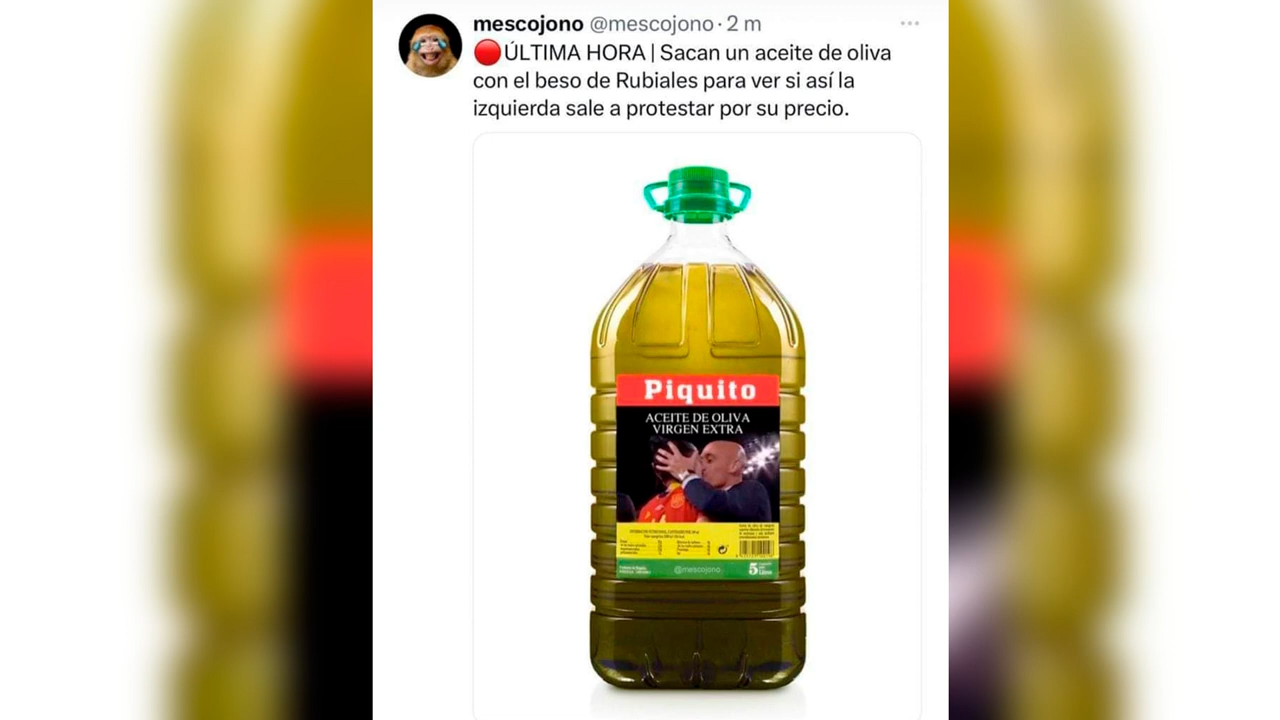 mescojono @mescojono · 2 m
🔴ÚLTIMA HORA | Sacan un aceite de oliva
con el beso de Rubiales para ver si así la
izquierda sale a protestar por su precio.
Piquito
ACEITE DE OLIVA
VIRGEN EXTRA
@mescojono
5